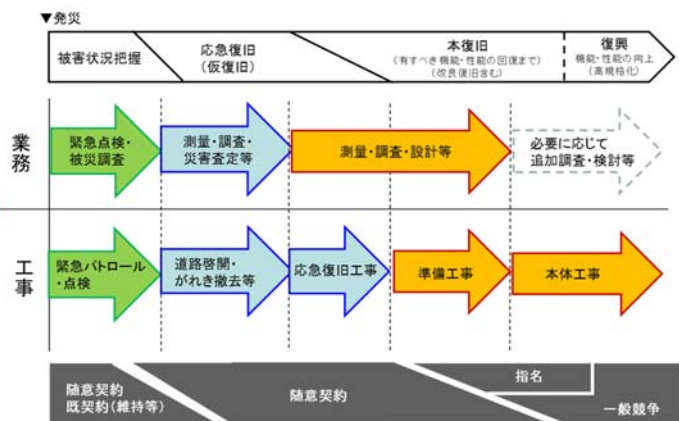 ▼発災
被害状況把握
応急復旧
(仮復旧)
本復旧
(有すべき機能・性能の回復まで)
(改良復旧含む)
復興
機能・性能の向上
(高規格化)
業務
緊急点検・
被災調査
測量・調査・
災害査定等
測量・調査・設計等
必要に応じて
追加調査・検討等
工事
緊急パトロール
・点検
道路啓開・
がれき撤去等
応急復旧工事
準備工事
本体工事
随意契約
既契約(維持等)
随意契約
指名
一般競争